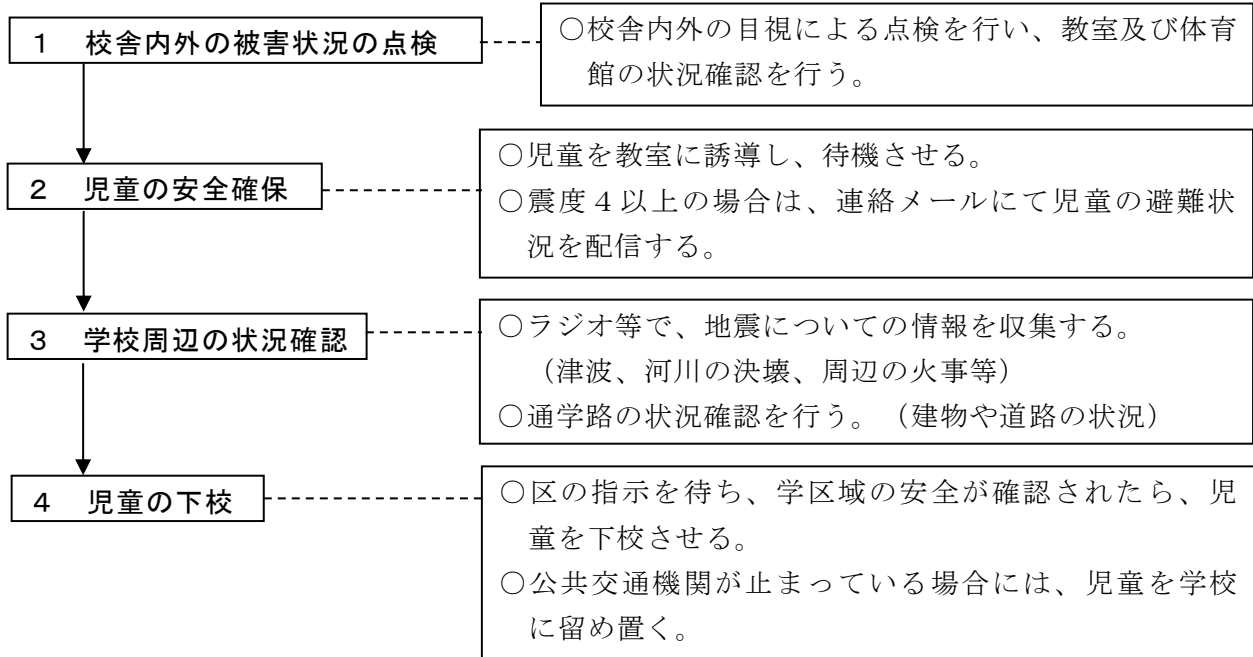 １　校舎内外の被害状況の点検
○校舎内外の目視による点検を行い、教室及び体育
館の状況確認を行う。
２　児童の安全確保
○児童を教室に誘導し、待機させる。
○震度４以上の場合は、連絡メールにて児童の避難状
況を配信する。
３　学校周辺の状況確認
○ラジオ等で、地震についての情報を収集する。
（津波、河川の決壊、周辺の火事等）
○通学路の状況確認を行う。（建物や道路の状況）
４　児童の下校
○区の指示を待ち、学区域の安全が確認されたら、児
童を下校させる。
○公共交通機関が止まっている場合には、児童を学校
に留め置く。